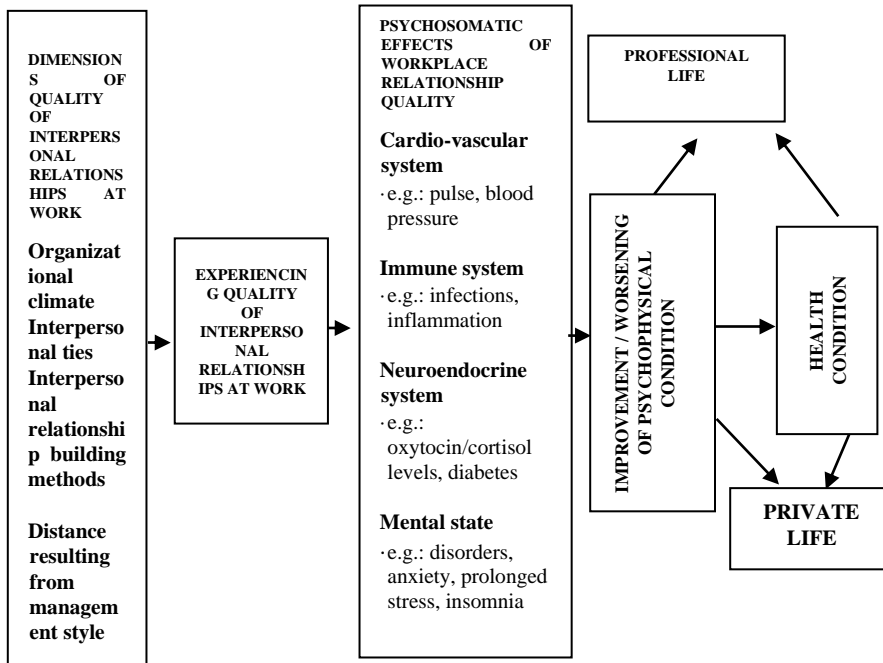 DIMENSION
S OF
QUALITY
OF
INTERPERS
ONAL
RELATIONS
HIPS AT
WORK
Organizat
ional
climate
Interperso
nal ties
Interperso
nal
relationshi
p building
methods
Distance
resulting
from
managem
ent style
EXPERIENCIN
G QUALITY
OF
INTERPERSO
NAL
RELATIONSH
IPS AT WORK
PSYCHOSOMATIC
EFFECTS OF
WORKPLACE
RELATIONSHIP
QUALITY
Cardio-vascular
system
·e.g.: pulse, blood
pressure
Immune system
·e.g.: infections,
inflammation
Neuroendocrine
system
·e.g.:
oxytocin/cortisol
levels, diabetes
Mental state
·e.g.: disorders,
anxiety, prolonged
stress, insomnia
IMPROVEMENT / WORSENING
OF PSYCHOPHYSICAL
CONDITION
PROFESSIONAL
LIFE
HEALTH
CONDITION
PRIVATE
LIFE